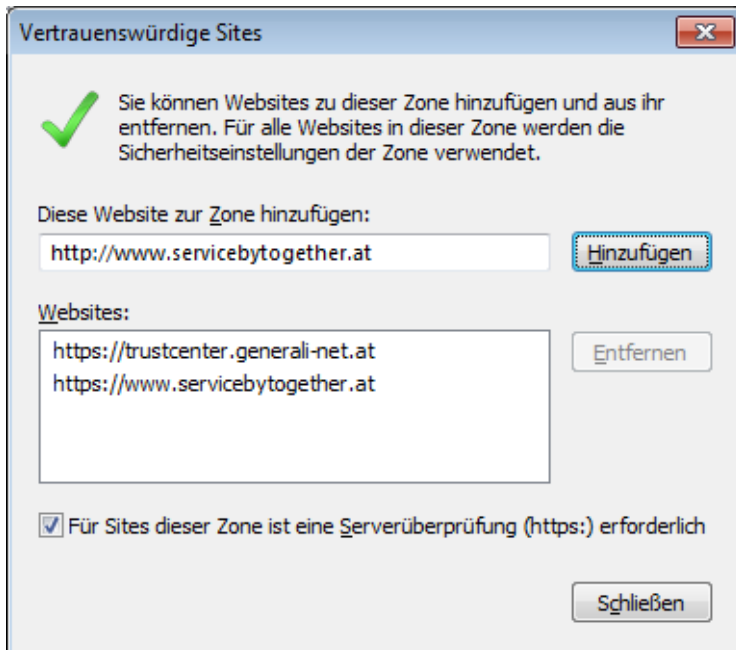 Vertrauenswürdige Sites
Sie können Websites zu dieser Zone hinzufügen und aus ihr
entfernen. Für alle Websites in dieser Zone werden die
Sicherheitseinstellungen der Zone verwendet.
Diese Website zur Zone hinzufügen:
http://www.servicebytogether.at
Hinzufügen
Websites:
https://trustcenter.generali-net.at
https://www.servicebytogether.at
Entfernen
Für Sites dieser Zone ist eine Serverüberprüfung (https:) erforderlich
Schließen